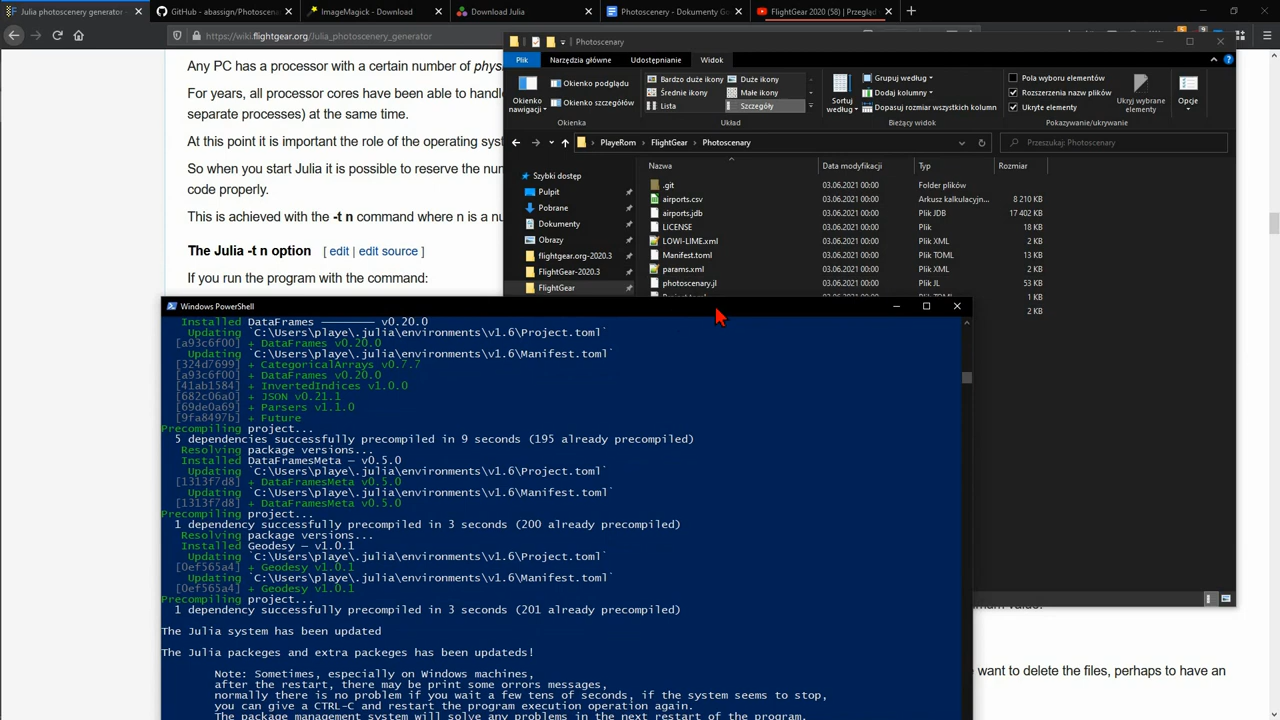 Julia photoscenery generator
GitHub - abassign/Photoscen
ImageMagick - Download
Download Julia
Photoscenery - Dokumenty G
FlightGear 2020 (58) | Przegląd
https://wiki.flightgear.org/Julia_photoscenery_generator
Any PC has a processor with a certain number of phys
For years, all processor cores have been able to handl
separate processes) at the same time.
At this point it is important the role of the operating syst
So when you start Julia it is possible to reserve the nur
code properly.
This is achieved with the -t n command where n is a nu
The Julia -t n option [ edit | edit source ]
If you run the program with the command:
Photoscenary
Plik
Narzędzia główne
Udostępnianie
Widok
Okienko nawigacji
Okienko podglądu
Okienko szczegółów
Okienka
Bardzo duże ikony
Duże ikony
Średnie ikony
Małe ikony
Lista
Szczegóły
Układ
Sortuj według
Grupuj według
Dodaj kolumny
Dopasuj rozmiar wszystkich kolumn
Bieżący widok
Pola wyboru elementów
Rozszerzenia nazw plików
Ukryte elementy
Ukryj wybrane elementy
Pokazywanie/ukrywanie
Opcje
PlayeRom
FlightGear
Photoscenary
Przeszukaj: Photoscenary
Szybki dostęp
Pulpit
Pobrane
Dokumenty
Obrazy
flightgear.org-2020.3
FlightGear-2020.3
FlightGear
Nazwa Data modyfikacji Typ Rozmiar
.git 03.06.2021 00:00 Folder plików
airports.csv 03.06.2021 00:00 Arkusz kalkulacyjn... 8 210 KB
airports.jdb 03.06.2021 00:00 Plik JDB 17 402 KB
LICENSE 03.06.2021 00:00 Plik 18 KB
LOWI-LIME.xml 03.06.2021 00:00 Plik XML 2 KB
Manifest.toml 03.06.2021 00:00 Plik TOML 13 KB
params.xml 03.06.2021 00:00 Plik XML 2 KB
photoscenary.jl 03.06.2021 00:00 Plik JL 53 KB
1 KB
2 KB
Windows PowerShell
Installed DataFrames ——————— v0.20.0
Updating `C:\Users\playe\.julia\environments\v1.6\Project.toml`
[a93c6f00] + DataFrames v0.20.0
Updating `C:\Users\playe\.julia\environments\v1.6\Manifest.toml`
[324d7699] + CategoricalArrays v0.7.7
[a93c6f00] + DataFrames v0.20.0
[41ab1584] + InvertedIndices v1.0.0
[682c06a0] + JSON v0.21.1
[69de0a69] + Parsers v1.1.0
[9fa8497b] + Future
Precompiling project...
5 dependencies successfully precompiled in 9 seconds (195 already precompiled)
Resolving package versions...
Installed DataFramesMeta — v0.5.0
Updating `C:\Users\playe\.julia\environments\v1.6\Project.toml`
[1313f7d8] + DataFramesMeta v0.5.0
Updating `C:\Users\playe\.julia\environments\v1.6\Manifest.toml`
[1313f7d8] + DataFramesMeta v0.5.0
Precompiling project...
1 dependency successfully precompiled in 3 seconds (200 already precompiled)
Resolving package versions...
Installed Geodesy — v1.0.1
Updating `C:\Users\playe\.julia\environments\v1.6\Project.toml`
[0ef565a4] + Geodesy v1.0.1
Updating `C:\Users\playe\.julia\environments\v1.6\Manifest.toml`
[0ef565a4] + Geodesy v1.0.1
Precompiling project...
1 dependency successfully precompiled in 3 seconds (201 already precompiled)
The Julia system has been updated
The Julia packeges and extra packeges has been updateds!
Note: Sometimes, especially on Windows machines,
after the restart, there may be print some errors messages,
normally there is no problem if you wait a few tens of seconds, if the system seems to stop,
you can give a CTRL-C and restart the program execution operation again.
The package management system will solve any problems in the next restart of the program.
want to delete the files, perhaps to have an